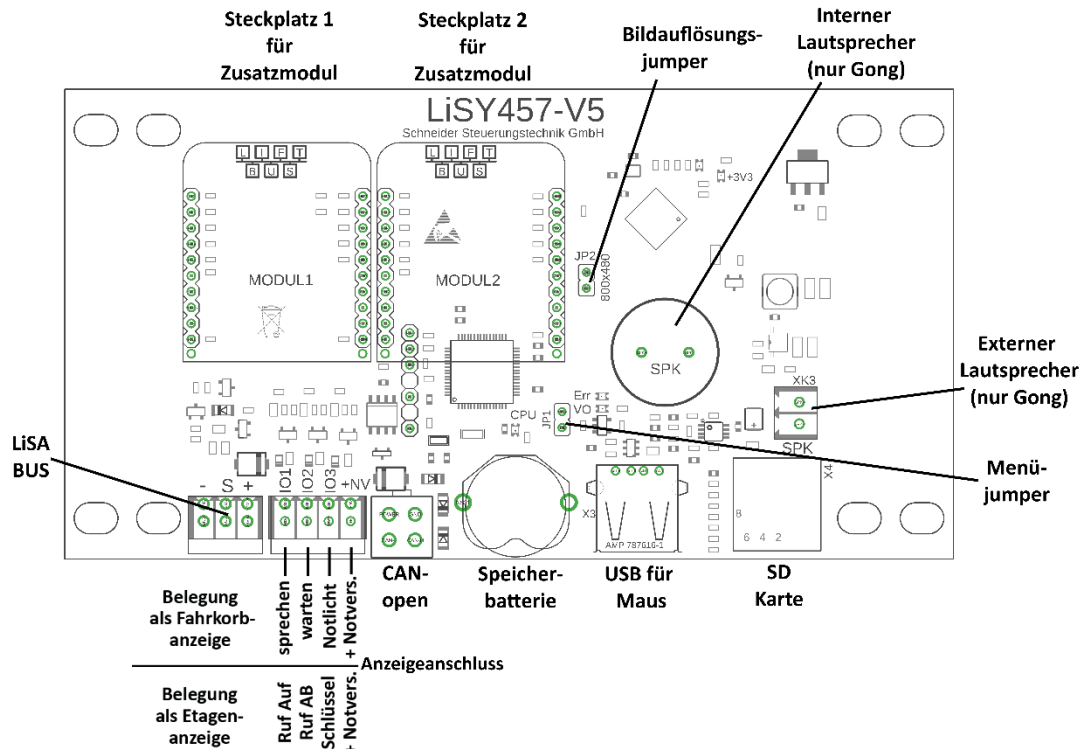 Steckplatz 1
für
Zusatzmodul
Steckplatz 2
für
Zusatzmodul
Bildauflösungs-
jumper
Interner
Lautsprecher
(nur Gong)
LiSY457-V5
Schneider Steuerungstechnik GmbH
L I F T
B U S
L I F T
B U S
+3V3
JP2
800x480
MODUL1
MODUL2
SPK
Externer
Lautsprecher
(nur Gong)
XK3
SPK
Err
VO
CPU
JP1
X4
LiSA
BUS
- S +
IO1
IO2
IO3
+NV
X3
AMP 787616-1
8
6 4 2
Menü-
jumper
CAN-
open
Speicher-
batterie
USB für
Maus
SD
Karte
Belegung
als Fahrkorb-
anzeige
sprechen
warten
Notlicht
+ Notvers.
Anzeigeanschluss
Belegung
als Etagen-
anzeige
Ruf Auf
Ruf AB
Schlüssel
+ Notvers.